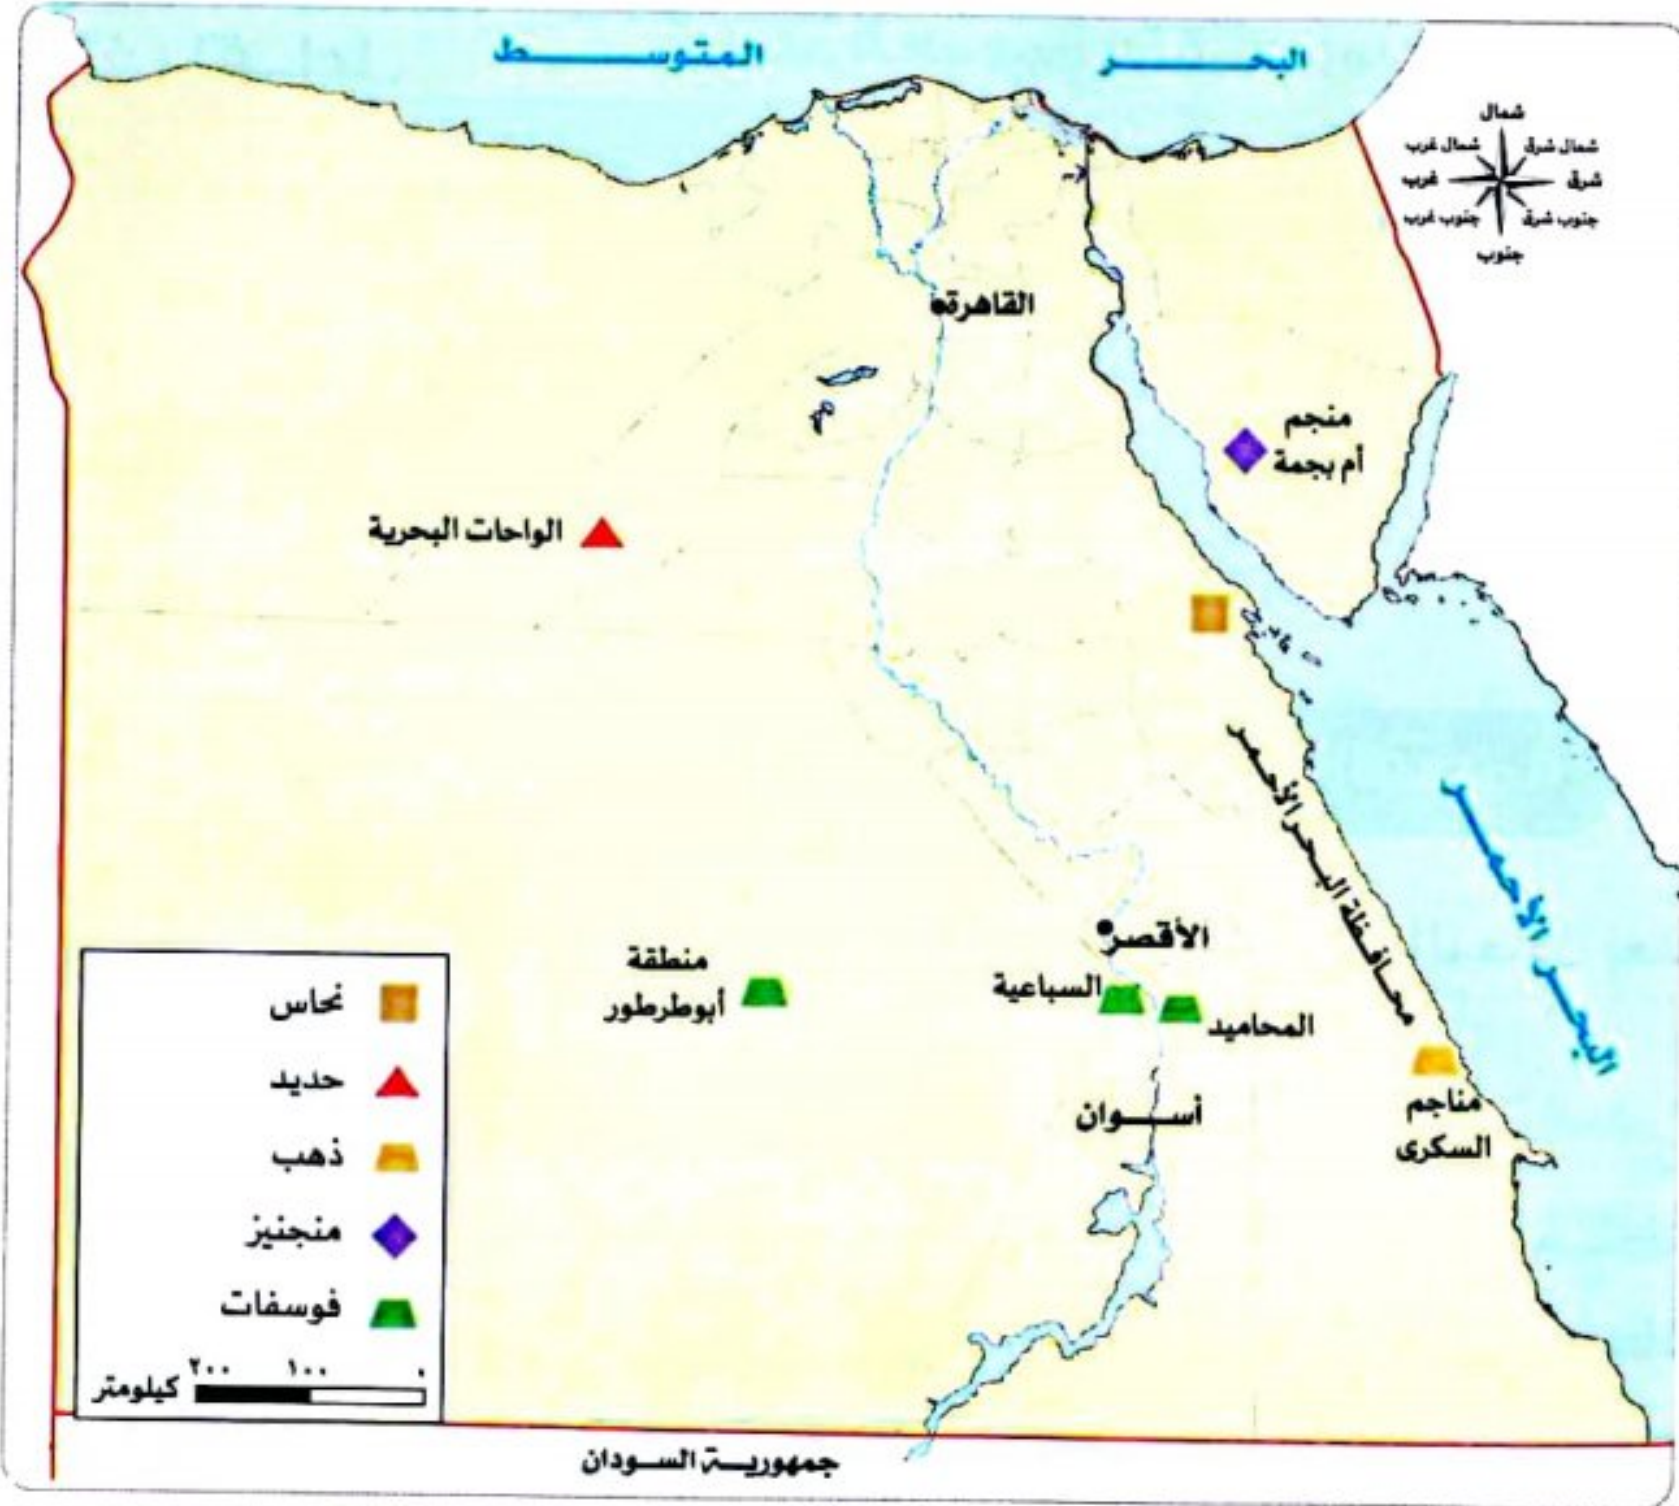 البحر المتوسط
شمال
شمال غرب
شمال شرق
غرب
شرق
جنوب غرب
جنوب شرق
جنوب
القاهرة
منجم
أم بجمة
الواحات البحرية
محافظة البحر الأحمر
البحر الأحمر
الأقصر
منطقة
أبوطرطور
السباعية
المحاميد
مناجم
السكرى
أسوان
نحاس
حديد
ذهب
منجنيز
فوسفات
٢٠٠ ١٠٠ ٠
كيلومتر
جمهورية السودان